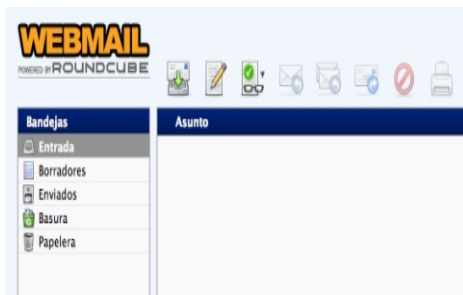 WEBMAIL
POWERED BY ROUNDCUBE
Bandejas
Asunto
Entrada
Borradores
Enviados
Basura
Papelera